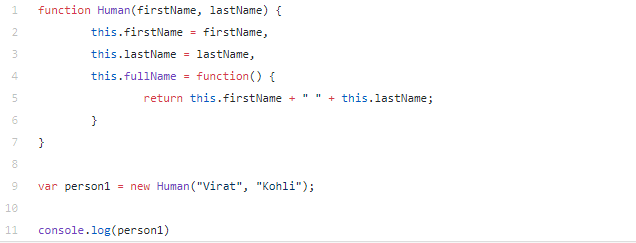 1 function Human(firstName, lastName) {
2 this.firstName = firstName,
3 this.lastName = lastName,
4 this.fullName = function() {
5 return this.firstName + " " + this.lastName;
6 }
7 }
8
9 var person1 = new Human("Virat", "Kohli");
10
11 console.log(person1)